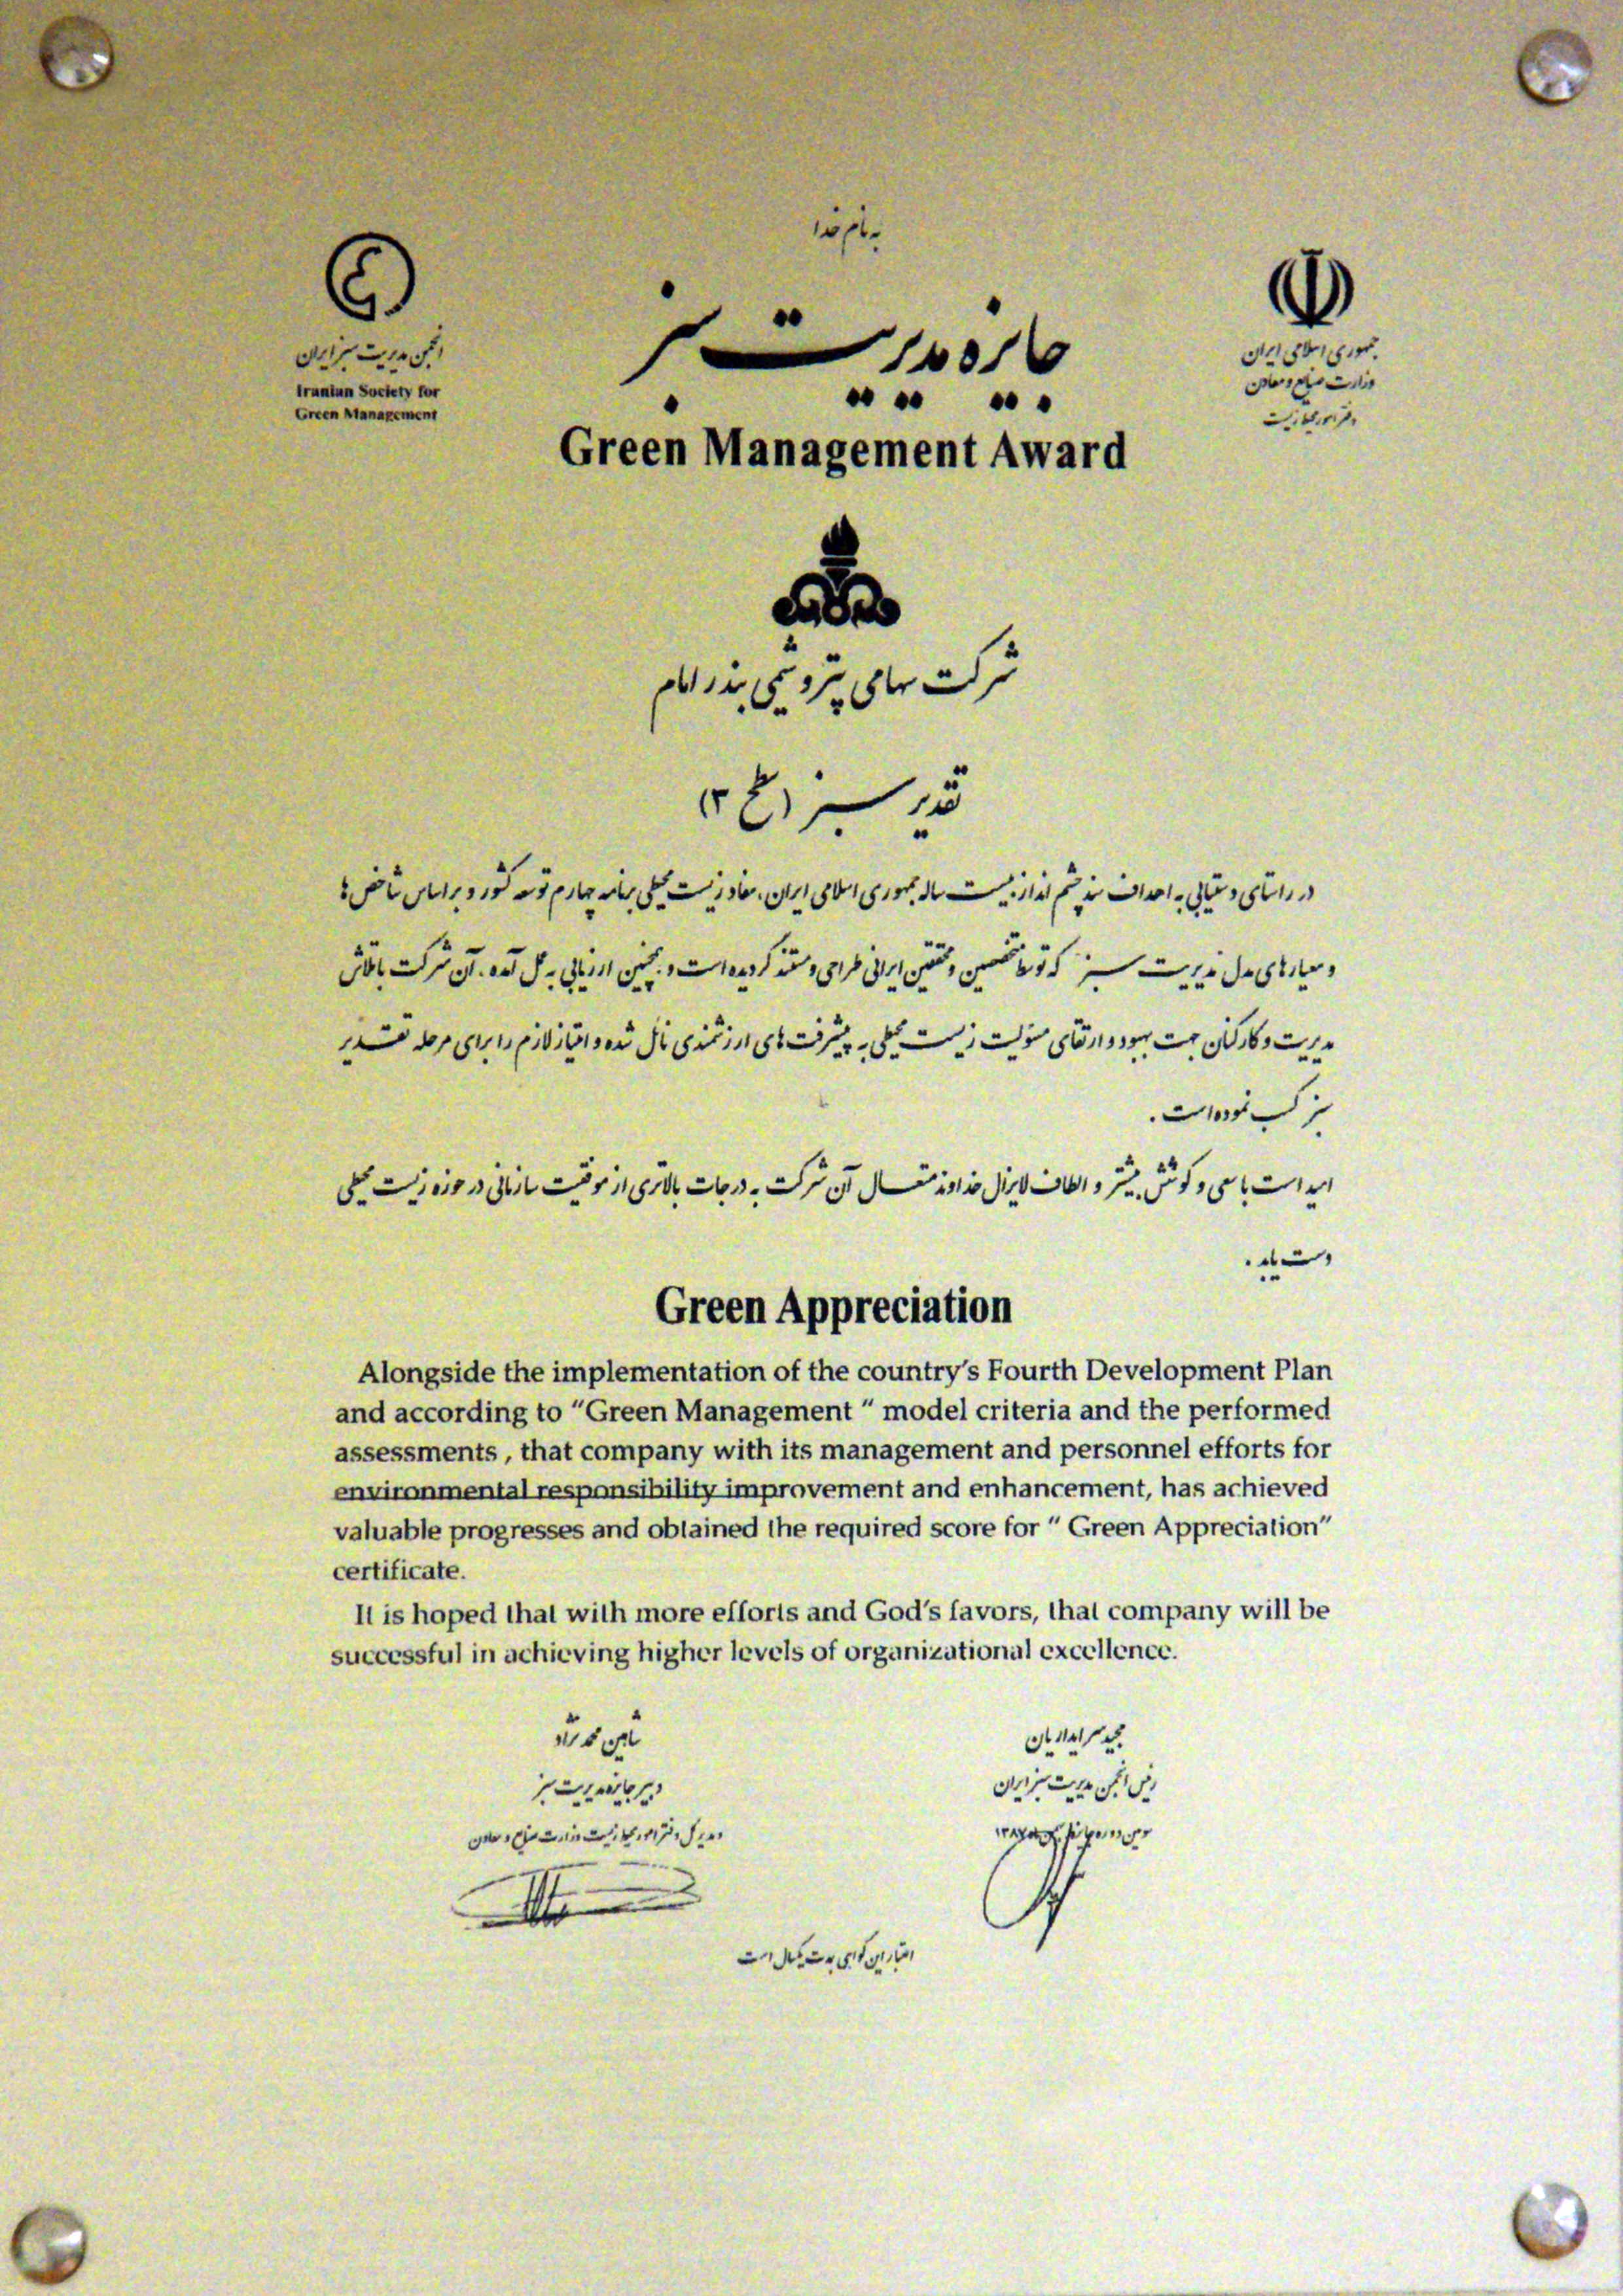 به نام خدا
جایزه مدیریت سبز
Green Management Award
انجمن مدیریت سبز ایران
Iranian Society for
Green Management
جمهوری اسلامی ایران
وزارت صنایع و معادن
دفتر امور محیط زیست
شرکت سهامی پتروشیمی بندر امام
تقدیر سبز (سطح ۳)
در راستای دستیابی به اهداف سند چشم انداز بیست ساله جمهوری اسلامی ایران، مفاد زیست محیطی برنامه چهارم توسعه کشور و بر اساس شاخص ها
و معیارهای مدل مدیریت سبز که توسط متخصصین و محققین ایرانی طراحی و مستند گردیده است و همچنین ارزیابی به عمل آمده، آن شرکت با تلاش
مدیریت و کارکنان جهت بهبود و ارتقای مسئولیت زیست محیطی به پیشرفت های ارزشمندی نائل شده و امتیاز لازم را برای مرحله تقدیر
سبز کسب نموده است.
امید است با سعی و کوشش بیشتر و الطاف لایزال خداوند متعال آن شرکت به درجات بالاتری از موفقیت سازمانی در حوزه زیست محیطی
دست یابد.
Green Appreciation
Alongside the implementation of the country's Fourth Development Plan
and according to "Green Management " model criteria and the performed
assessments , that company with its management and personnel efforts for
environmental responsibility improvement and enhancement, has achieved
valuable progresses and obtained the required score for " Green Appreciation"
certificate.
It is hoped that with more efforts and God's favors, that company will be
successful in achieving higher levels of organizational excellence.
مجید سرایداریان
رئیس انجمن مدیریت سبز ایران
سومین دوره
شاهین محمدنژاد
دبیر جایزه مدیریت سبز
و مدیر کل دفتر امور محیط زیست وزارت صنایع و معادن
اعتبار این گواهی به مدت یکسال است